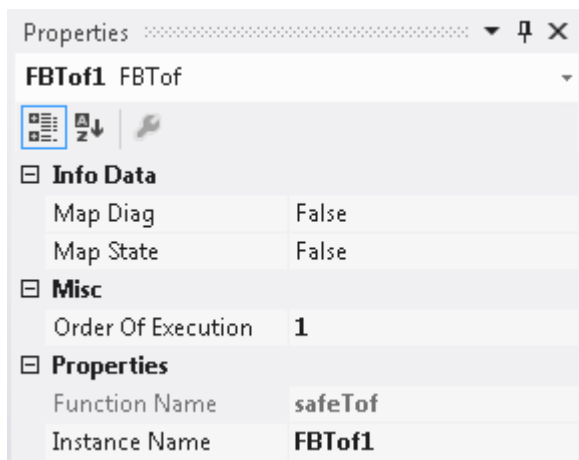 Properties
FBTof1 FBTof
Info Data
Map Diag False
Map State False
Misc
Order Of Execution 1
Properties
Function Name safeTof
Instance Name FBTof1